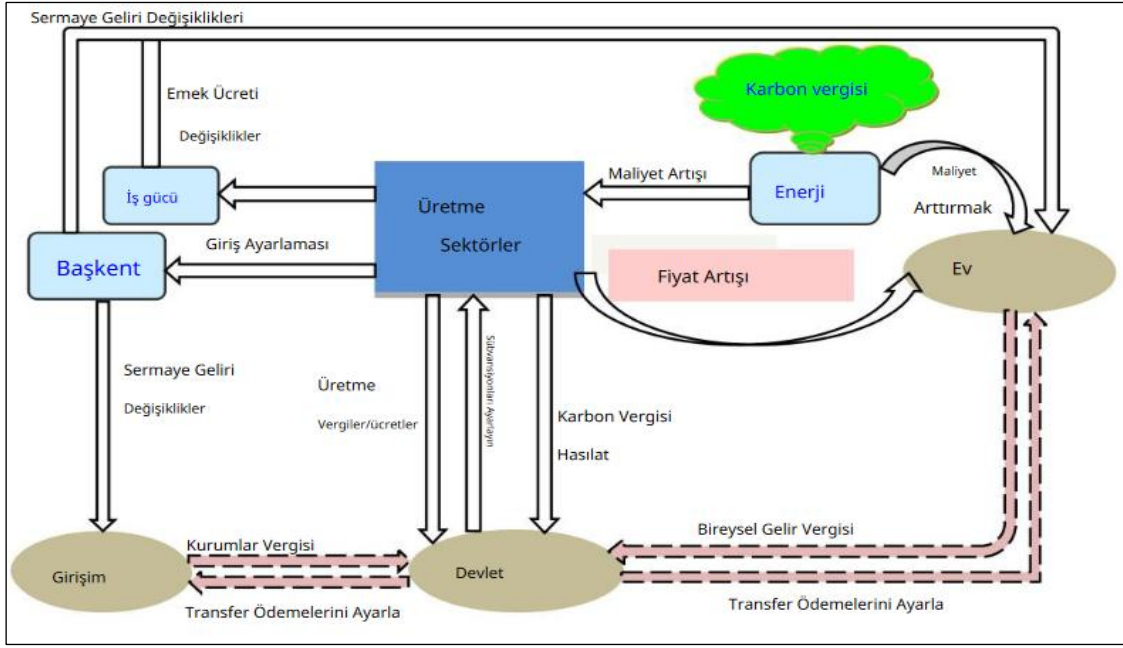 Sermaye Geliri Değişiklikleri
Emek Ücreti
Değişiklikler
Karbon vergisi
İş gücü
Üretme
Sektörler
Maliyet Artışı
Enerji
Maliyet
Arttırmak
Giriş Ayarlaması
Başkent
Fiyat Artışı
Ev
Sermaye Geliri
Değişiklikler
Üretme
Vergiler/ücretler
Sübvansiyonları Ayarlayın
Karbon Vergisi
Hasılat
Kurumlar Vergisi
Bireysel Gelir Vergisi
Girişim
Devlet
Transfer Ödemelerini Ayarla
Transfer Ödemelerini Ayarla